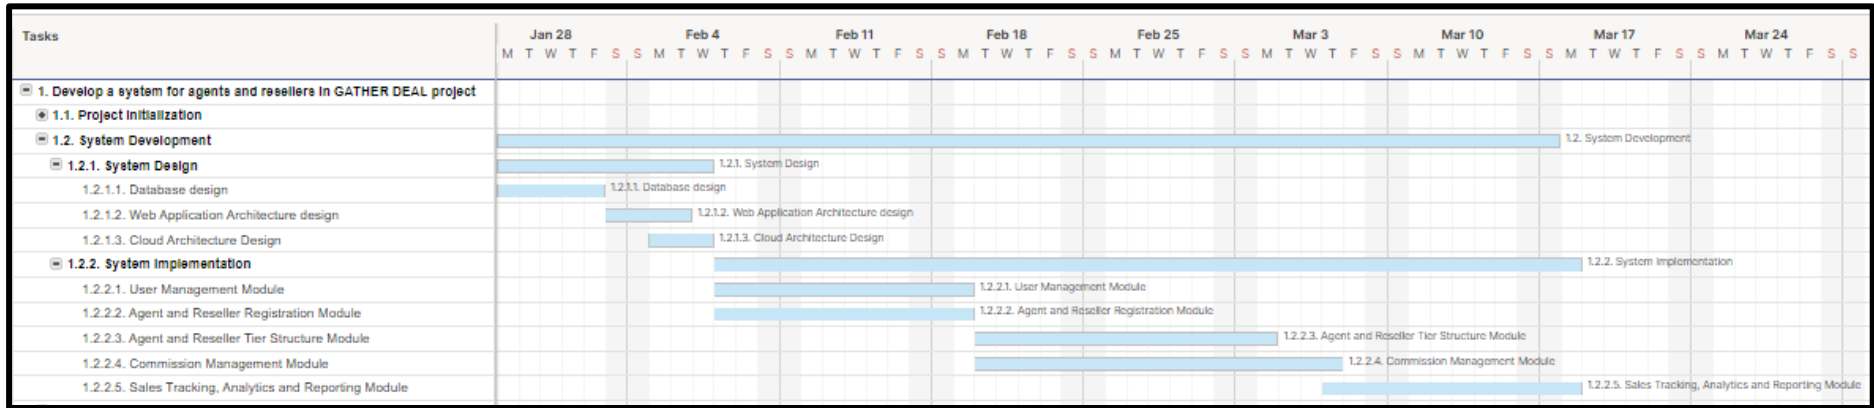 Tasks
Jan 28 Feb 4 Feb 11 Feb 18 Feb 25 Mar 3 Mar 10 Mar 17 Mar 24
M T W T F S S M T W T F S S M T W T F S S M T W T F S S M T W T F S S M T W T F S S M T W T F S S M T W T F S S M T W T F S S
1. Develop a system for agents and resellers in GATHER DEAL project
1.1. Project Initialization
1.2. System Development 1.2. System Development
1.2.1. System Design 1.2.1. System Design
1.2.1.1. Database design 1.2.1.1. Database design
1.2.1.2. Web Application Architecture design 1.2.1.2. Web Application Architecture design
1.2.1.3. Cloud Architecture Design 1.2.1.3. Cloud Architecture Design
1.2.2. System Implementation 1.2.2. System Implementation
1.2.2.1. User Management Module 1.2.2.1. User Management Module
1.2.2.2. Agent and Reseller Registration Module 1.2.2.2. Agent and Reseller Registration Module
1.2.2.3. Agent and Reseller Tier Structure Module 1.2.2.3. Agent and Reseller Tier Structure Module
1.2.2.4. Commission Management Module 1.2.2.4. Commission Management Module
1.2.2.5. Sales Tracking, Analytics and Reporting Module 1.2.2.5. Sales Tracking, Analytics and Reporting Module